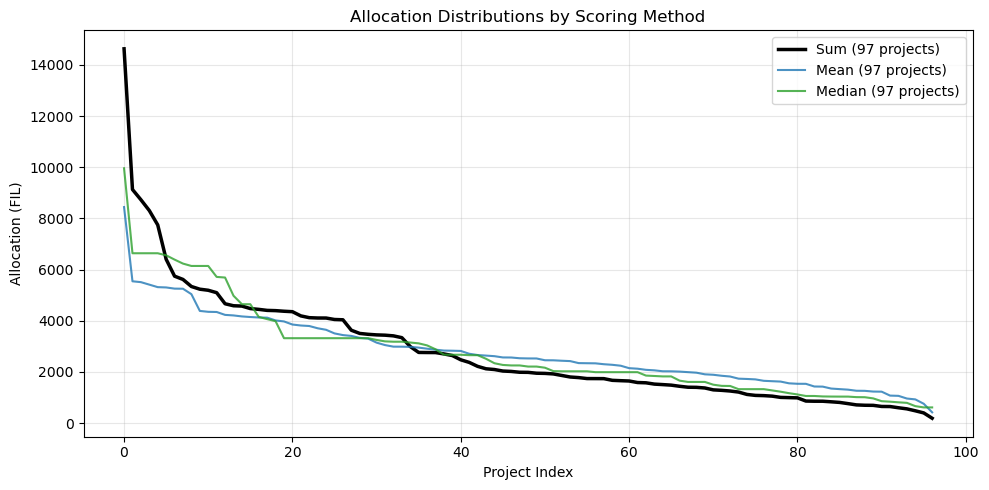 Allocation Distributions by Scoring Method
Sum (97 projects)
Mean (97 projects)
Median (97 projects)
Allocation (FIL)
14000
12000
10000
8000
6000
4000
2000
0
0
20
40
60
80
100
Project Index